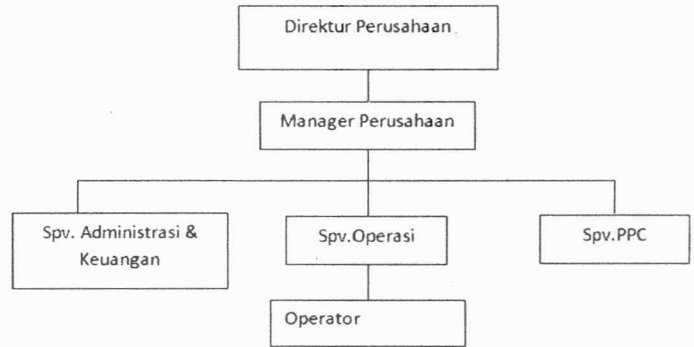 Direktur Perusahaan
Manager Perusahaan
Spv. Administrasi &
Keuangan
Spv.Operasi
Spv.PPC
Operator